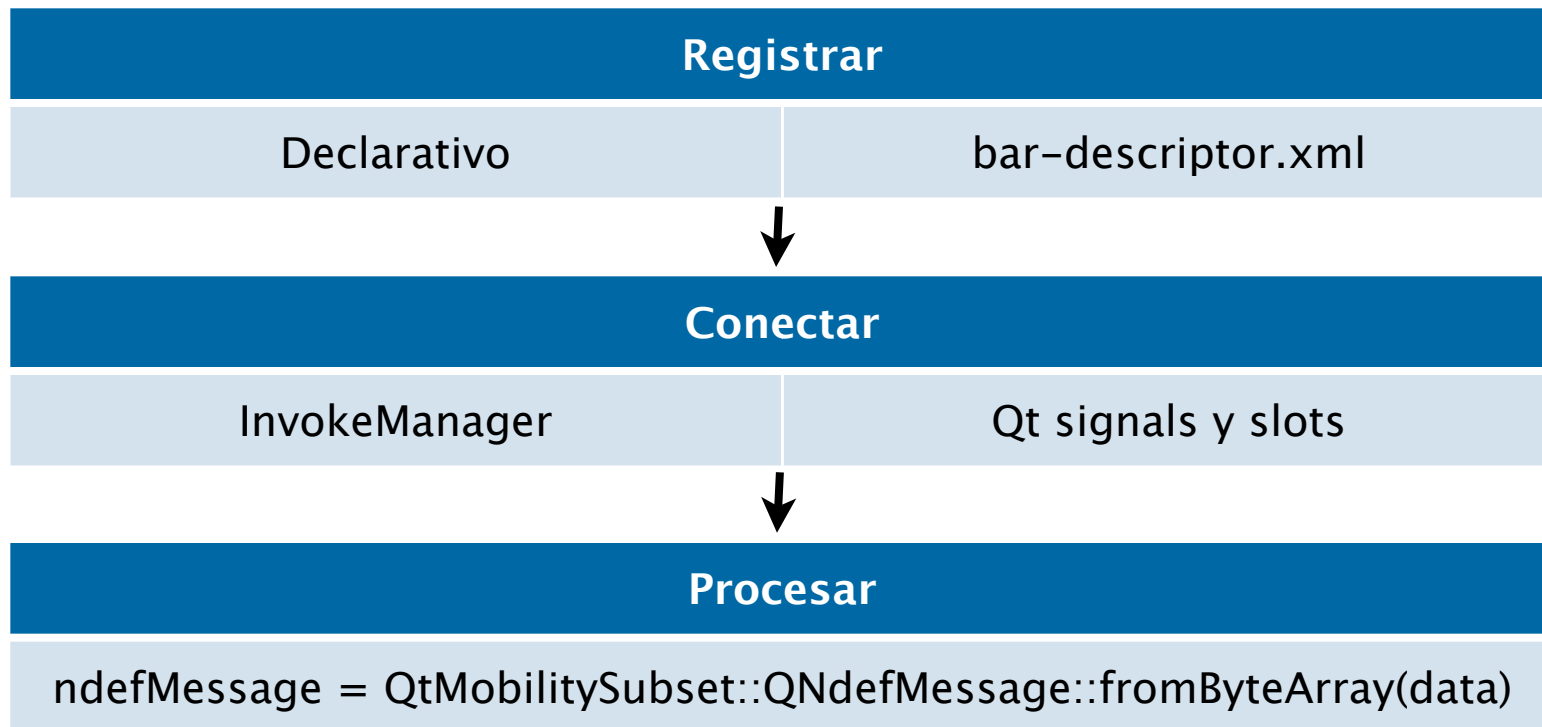 Registrar
Declarativo
bar-descriptor.xml
Conectar
InvokeManager
Qt signals y slots
Procesar
ndefMessage = QtMobilitySubset::QNdefMessage::fromByteArray(data)